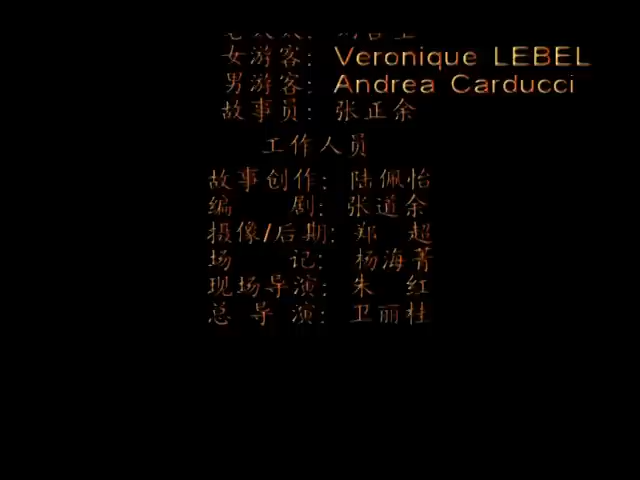 女游客: Veronique LEBEL
男游客: Andrea Carducci
故事员: 张正余
工作人员
故事创作: 陆佩怡
编 剧: 张道余
摄像/后期: 郑 超
场 记: 杨海菁
现场导演: 朱 红
总 导 演: 卫丽桂